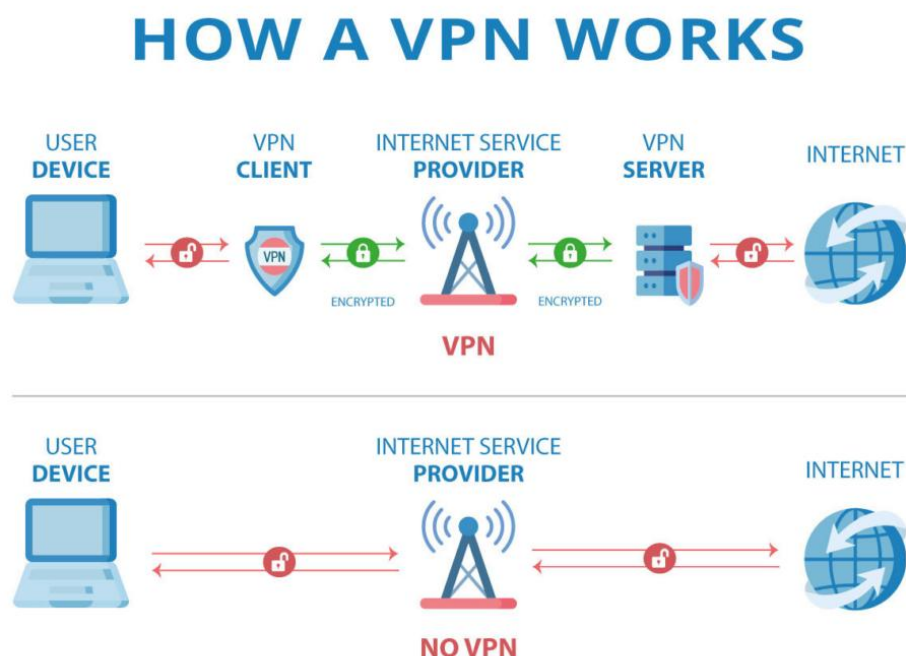 HOW A VPN WORKS
USER
DEVICE
VPN
CLIENT
INTERNET SERVICE
PROVIDER
VPN
SERVER
INTERNET
VPN
ENCRYPTED
ENCRYPTED
VPN
USER
DEVICE
INTERNET SERVICE
PROVIDER
INTERNET
NO VPN